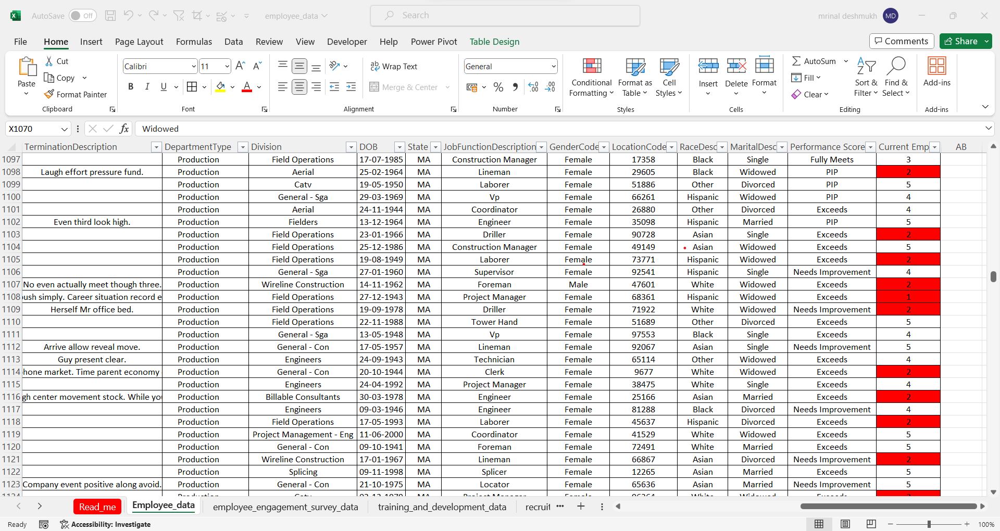 AutoSave Off employee_data Search mrinal deshmukh MD
File Home Insert Page Layout Formulas Data Review View Developer Help Power Pivot Table Design Comments Share
Paste Cut Copy Format Painter Clipboard
Calibri 11 B I U A Font
Wrap Text Merge & Center Alignment
General % Number
Conditional Formatting Format as Table Cell Styles Styles
Insert Delete Format Cells
AutoSum Fill Clear Sort & Filter Find & Select Editing
Add-ins Add-ins
X1070 fx Widowed
TerminationDescription DepartmentType Division DOB State JobFunctionDescription GenderCode LocationCode RaceDesc MaritalDesc Performance Score Current Emp AB
1097 Production Field Operations 17-07-1985 MA Construction Manager Female 17358 Black Single Fully Meets 3
1098 Laugh effort pressure fund. Production Aerial 25-02-1964 MA Lineman Female 29605 Black Widowed PIP 2
1099 Production Catv 19-05-1950 MA Laborer Female 51886 Other Divorced PIP 5
1100 Production General - Sga 29-03-1969 MA Vp Female 66261 Hispanic Widowed PIP 4
1101 Production Aerial 24-11-1944 MA Coordinator Female 26880 Other Divorced Exceeds 4
1102 Even third look high. Production Fielders 13-12-1964 MA Engineer Female 35098 Hispanic Married PIP 5
1103 Production Field Operations 23-01-1966 MA Driller Female 90728 Asian Single Exceeds 2
1104 Production Field Operations 25-12-1986 MA Construction Manager Female 49149 Asian Widowed Exceeds 5
1105 Production Field Operations 19-08-1949 MA Laborer Female 73771 Hispanic Widowed Exceeds 2
1106 Production General - Sga 27-01-1960 MA Supervisor Female 92541 Hispanic Single Needs Improvement 4
1107 No even actually meet though three. Production Wireline Construction 14-11-1962 MA Foreman Male 47601 White Widowed Exceeds 2
1108 ush simply. Career situation record e Production Field Operations 27-12-1943 MA Project Manager Female 68361 Hispanic Widowed Exceeds 1
1109 Herself Mr office bed. Production Field Operations 19-09-1978 MA Driller Female 71922 White Widowed Needs Improvement 2
1110 Production Field Operations 22-11-1988 MA Tower Hand Female 51689 Other Divorced Exceeds 5
1111 Production General - Sga 13-05-1948 MA Vp Female 97553 Black Single Exceeds 4
1112 Arrive allow reveal move. Production General - Con 17-05-1957 MA Lineman Female 92067 Asian Single Needs Improvement 5
1113 Guy present clear. Production Engineers 24-09-1943 MA Technician Female 65114 Other Widowed Exceeds 4
1114 hone market. Time parent economy Production General - Con 20-10-1944 MA Clerk Female 9677 White Widowed Exceeds 2
1115 Production Engineers 24-04-1992 MA Project Manager Female 38475 White Single Exceeds 4
1116 gh center movement stock. While yo Production Billable Consultants 30-03-1978 MA Engineer Female 25166 Asian Married Exceeds 2
1117 Production Engineers 09-03-1946 MA Engineer Female 81288 Black Divorced Needs Improvement 4
1118 Production Field Operations 17-05-1993 MA Laborer Female 45637 Hispanic Divorced Exceeds 2
1119 Production Project Management - Eng 11-06-2000 MA Coordinator Female 41529 White Widowed Exceeds 5
1120 Production General - Con 09-10-1941 MA Foreman Female 72491 White Married Exceeds 5
1121 Production Wireline Construction 17-01-1967 MA Lineman Female 66867 Asian Divorced Needs Improvement 2
1122 Production Splicing 09-11-1998 MA Splicer Female 12265 Asian Married Exceeds 5
1123 Company event positive along avoid. Production General - Con 21-10-1975 MA Locator Female 65636 Asian Married Needs Improvement 5
Read_me Employee_data employee_engagement_survey_data training_and_development_data recruit
Ready Accessibility: Investigate 100%